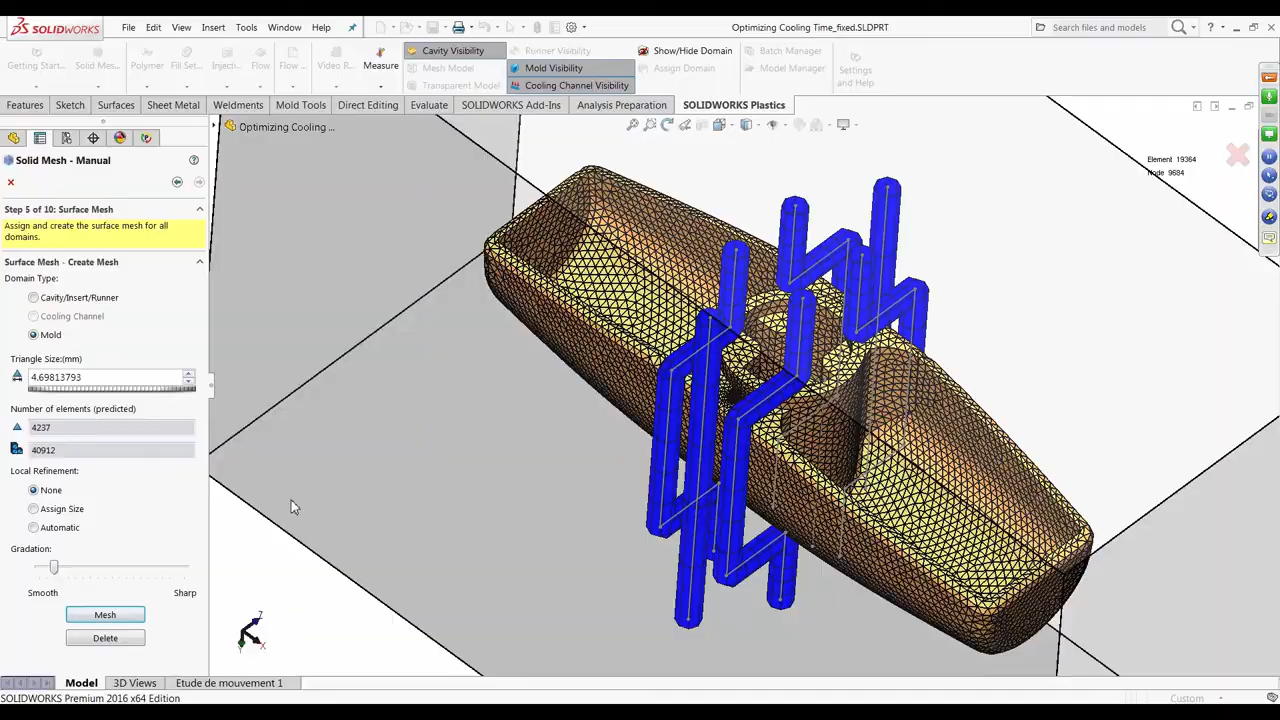 SOLIDWORKS File Edit View Insert Tools Window Help Optimizing Cooling Time_fixed.SLDPRT Search files and models ?
Getting Start... Solid Mes... Polymer Fill Set... Injecti... Flow Flow ... Video R... Measure Cavity Visibility Runner Visibility Show/Hide Domain Batch Manager Settings
Mesh Model Mold Visibility Assign Domain Model Manager and Help
Transparent Model Cooling Channel Visibility
Features Sketch Surfaces Sheet Metal Weldments Mold Tools Direct Editing Evaluate SOLIDWORKS Add-Ins Analysis Preparation SOLIDWORKS Plastics
Optimizing Cooling ...
Solid Mesh - Manual ?
Element 19364
Node 9684
Step 5 of 10: Surface Mesh
Assign and create the surface mesh for all
domains.
Surface Mesh - Create Mesh
Domain Type:
Cavity/Insert/Runner
Cooling Channel
Mold
Triangle Size:(mm)
4.69813793
Number of elements (predicted)
4237
40912
Local Refinement:
None
Assign Size
Automatic
Gradation:
Smooth Sharp
Mesh
Delete
Z
X
Y
Model 3D Views Etude de mouvement 1
SOLIDWORKS Premium 2016 x64 Edition Custom